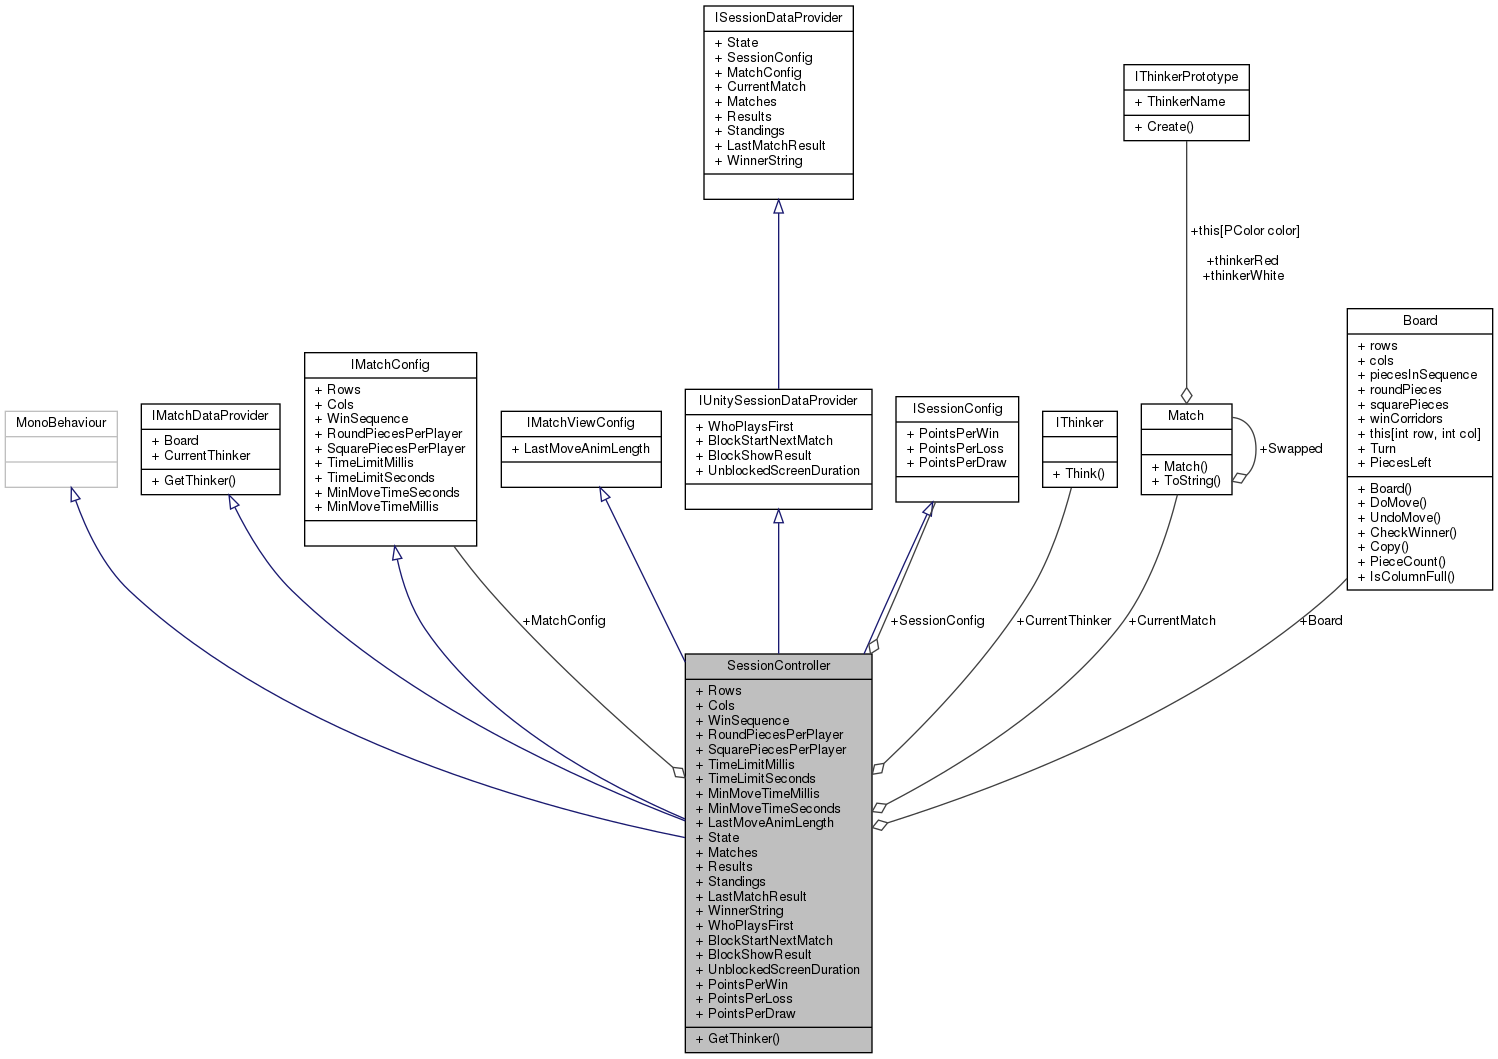 ISessionDataProvider
+ State
+ SessionConfig
+ MatchConfig
+ CurrentMatch
+ Matches
+ Results
+ Standings
+ LastMatchResult
+ WinnerString
IThinkerPrototype
+ ThinkerName
+ Create()
+this[PColor color]
+thinkerRed
+thinkerWhite
MonoBehaviour
IMatchDataProvider
+ Board
+ CurrentThinker
+ GetThinker()
IMatchConfig
+ Rows
+ Cols
+ WinSequence
+ RoundPiecesPerPlayer
+ SquarePiecesPerPlayer
+ TimeLimitMillis
+ TimeLimitSeconds
+ MinMoveTimeSeconds
+ MinMoveTimeMillis
IMatchViewConfig
+ LastMoveAnimLength
IUnitySessionDataProvider
+ WhoPlaysFirst
+ BlockStartNextMatch
+ BlockShowResult
+ UnblockedScreenDuration
ISessionConfig
+ PointsPerWin
+ PointsPerLoss
+ PointsPerDraw
IThinker
+ Think()
Match
+ Match()
+ ToString()
+Swapped
Board
+ rows
+ cols
+ piecesInSequence
+ roundPieces
+ squarePieces
+ winCorridors
+ this[int row, int col]
+ Turn
+ PiecesLeft
+ Board()
+ DoMove()
+ UndoMove()
+ CheckWinner()
+ Copy()
+ PieceCount()
+ IsColumnFull()
+MatchConfig
+SessionConfig
+CurrentThinker
+CurrentMatch
+Board
SessionController
+ Rows
+ Cols
+ WinSequence
+ RoundPiecesPerPlayer
+ SquarePiecesPerPlayer
+ TimeLimitMillis
+ TimeLimitSeconds
+ MinMoveTimeMillis
+ MinMoveTimeSeconds
+ LastMoveAnimLength
+ State
+ Matches
+ Results
+ Standings
+ LastMatchResult
+ WinnerString
+ WhoPlaysFirst
+ BlockStartNextMatch
+ BlockShowResult
+ UnblockedScreenDuration
+ PointsPerWin
+ PointsPerLoss
+ PointsPerDraw
+ GetThinker()